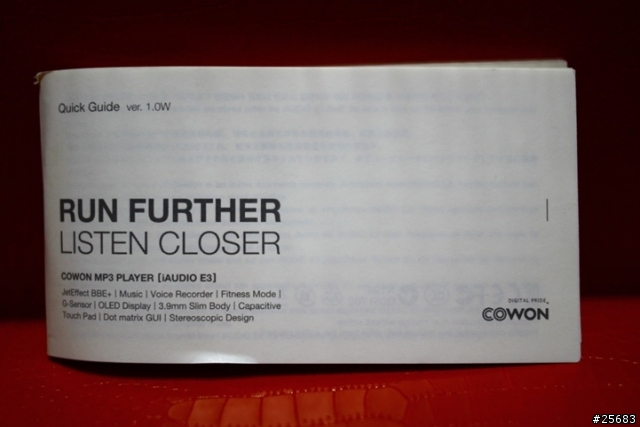 Quick Guide ver. 1.0W
RUN FURTHER
LISTEN CLOSER
COWON MP3 PLAYER [iAUDIO E3]
JetEffect BBE+ | Music | Voice Recorder | Fitness Mode |
G-Sensor | OLED Display | 3.9mm Slim Body | Capacitive
Touch Pad | Dot matrix GUI | Stereoscopic Design
DIGITAL PRIDE
COWON
#25683